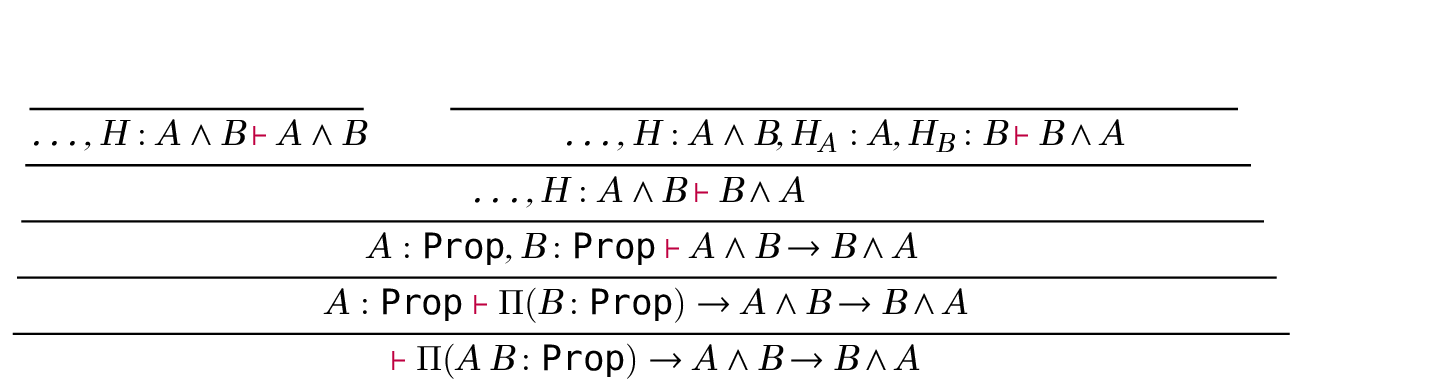 ..., H : A ∧ B ⊢ A ∧ B ..., H : A ∧ B, H_A : A, H_B : B ⊢ B ∧ A
..., H : A ∧ B ⊢ B ∧ A
A : Prop, B : Prop ⊢ A ∧ B → B ∧ A
A : Prop ⊢ Π(B : Prop) → A ∧ B → B ∧ A
⊢ Π(A B : Prop) → A ∧ B → B ∧ A